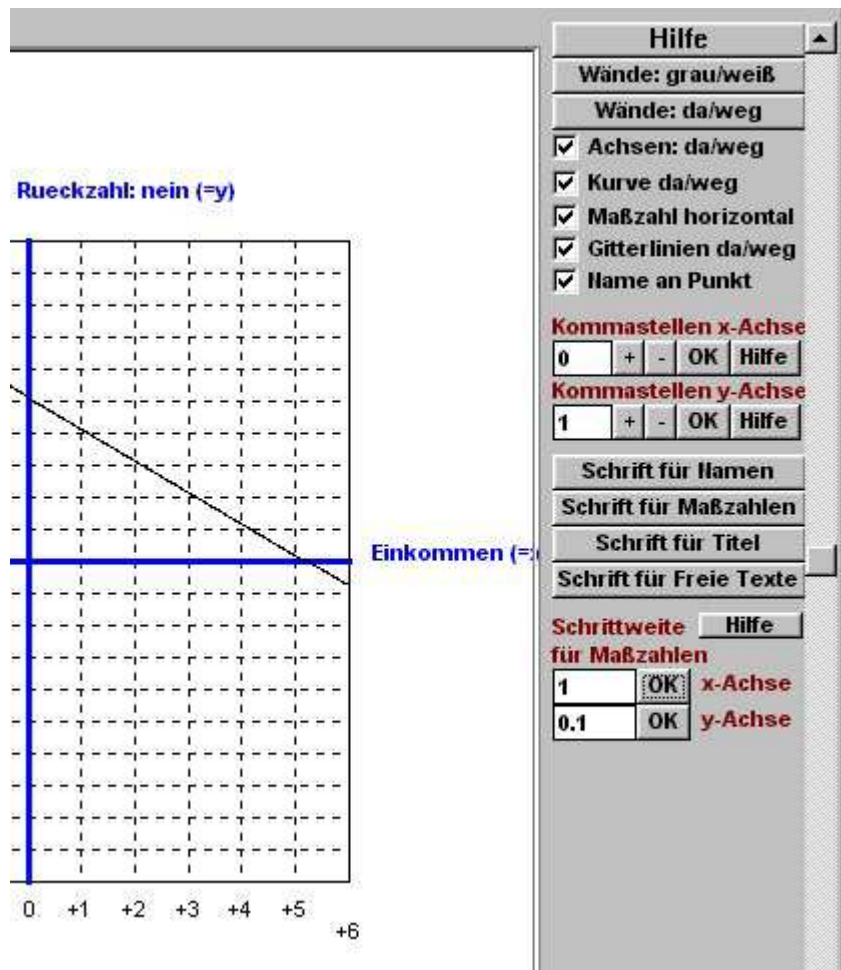 Rueckzahl: nein (=y)
Einkommen (=x
0 +1 +2 +3 +4 +5
+6
Hilfe
Wände: grau/weiß
Wände: da/weg
Achsen: da/weg
Kurve da/weg
Maßzahl horizontal
Gitterlinien da/weg
Name an Punkt
Kommastellen x-Achse
0 + - OK Hilfe
Kommastellen y-Achse
1 + - OK Hilfe
Schrift für Namen
Schrift für Maßzahlen
Schrift für Titel
Schrift für Freie Texte
Schrittweite Hilfe
für Maßzahlen
1 OK x-Achse
0.1 OK y-Achse